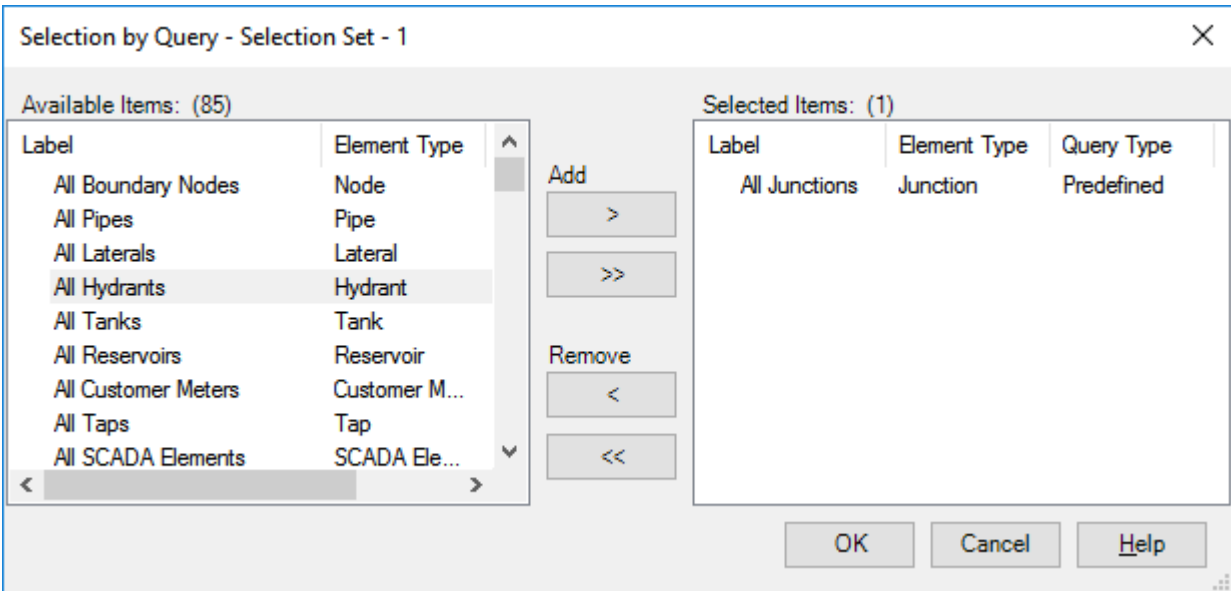 Selection by Query - Selection Set - 1
Available Items: (85)
Selected Items: (1)
Label Element Type
Label Element Type Query Type
All Boundary Nodes Node
All Pipes Pipe
All Laterals Lateral
All Hydrants Hydrant
All Tanks Tank
All Reservoirs Reservoir
All Customer Meters Customer M...
All Taps Tap
All SCADA Elements SCADA Ele...
Add
>
>>
Remove
<
<<
All Junctions Junction Predefined
OK Cancel Help